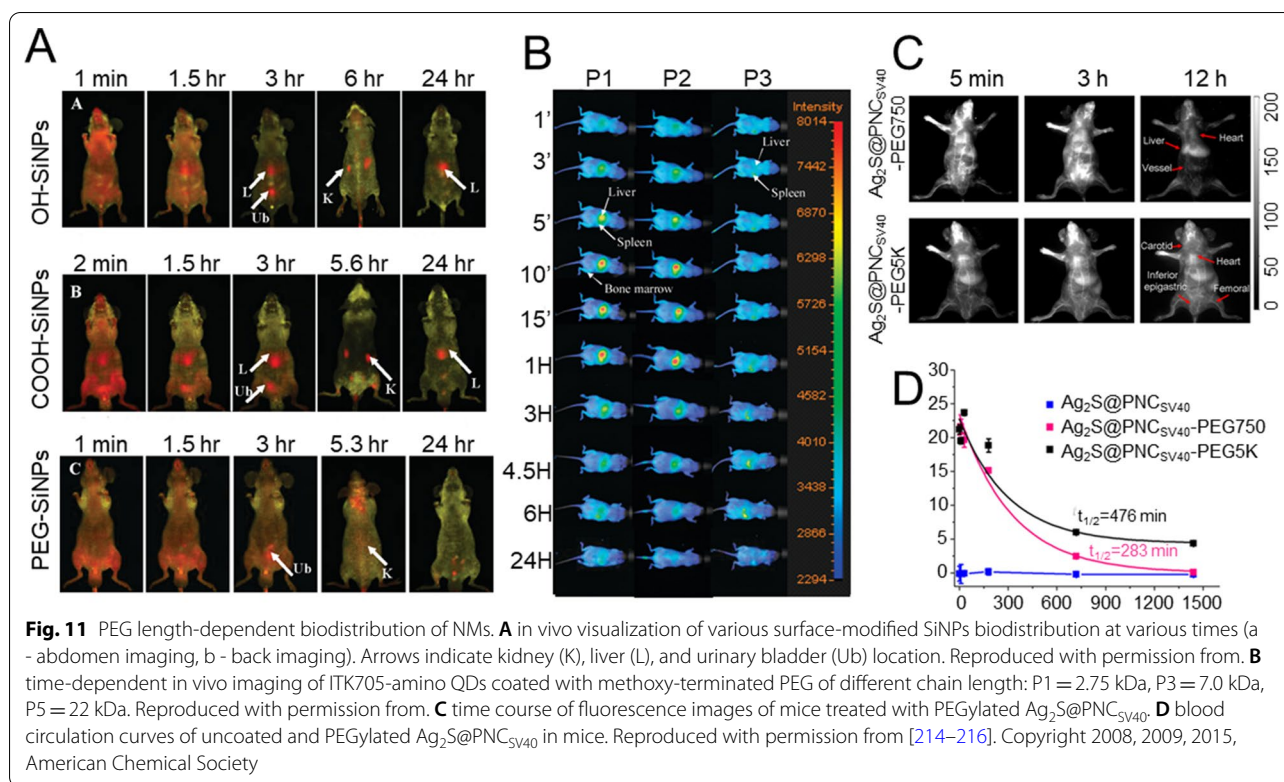 A
1 min 1.5 hr 3 hr 6 hr 24 hr
OH-SiNPs
A
L
Ub
K
L
2 min 1.5 hr 3 hr 5.6 hr 24 hr
COOH-SiNPs
B
L
Ub
K
L
1 min 1.5 hr 3 hr 5.3 hr 24 hr
PEG-SiNPs
C
Ub
K
B
P1 P2 P3
1'
3'
Liver
Spleen
5'
Liver
Spleen
10'
Bone marrow
15'
1H
3H
4.5H
6H
24H
Intensity
8014
7442
6870
6298
5726
5154
4582
4010
3438
2866
2294
C
5 min 3 h 12 h
Ag₂S@PNC_SV40
-PEG750
Liver
Heart
Vessel
Ag₂S@PNC_SV40
-PEG5K
Carotid
Heart
Inferior
epigastric
Femoral
200
150
100
50
0
D
30
25
20
15
10
5
0
Ag₂S@PNC_SV40
Ag₂S@PNC_SV40-PEG750
Ag₂S@PNC_SV40-PEG5K
t₁/₂=476 min
t₁/₂=283 min
0 300 600 900 1200 1500
Fig. 11 PEG length-dependent biodistribution of NMs. A in vivo visualization of various surface-modified SiNPs biodistribution at various times (a
- abdomen imaging, b - back imaging). Arrows indicate kidney (K), liver (L), and urinary bladder (Ub) location. Reproduced with permission from. B
time-dependent in vivo imaging of ITK705-amino QDs coated with methoxy-terminated PEG of different chain length: P1 = 2.75 kDa, P3 = 7.0 kDa,
P5 = 22 kDa. Reproduced with permission from. C time course of fluorescence images of mice treated with PEGylated Ag₂S@PNC_SV40. D blood
circulation curves of uncoated and PEGylated Ag₂S@PNC_SV40 in mice. Reproduced with permission from [214–216]. Copyright 2008, 2009, 2015,
American Chemical Society